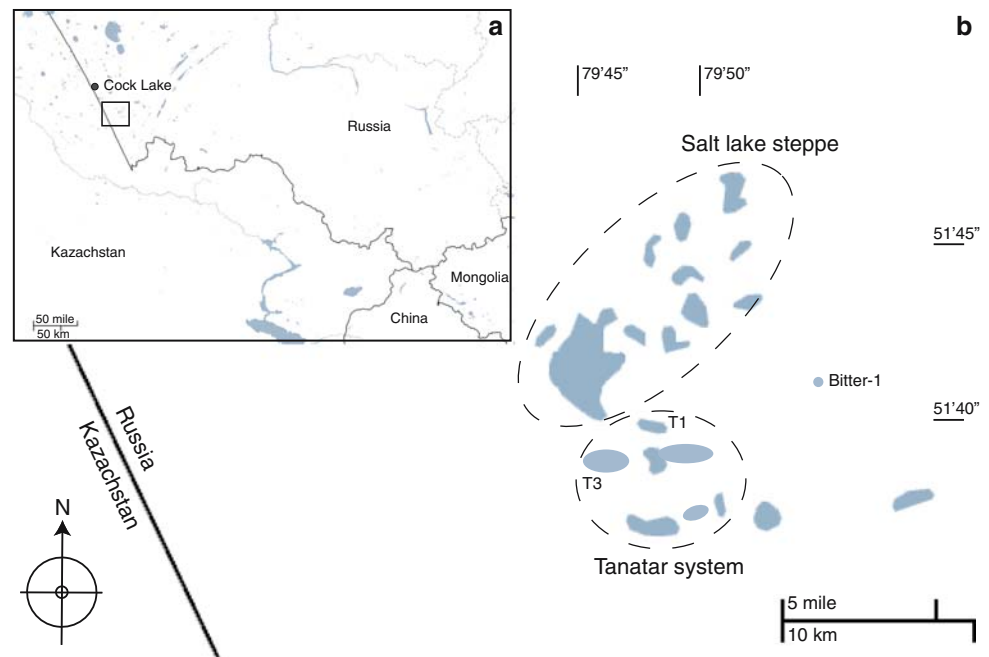 a
Cock Lake
Russia
Kazachstan
Mongolia
China
50 mile
50 km
b
79'45”
79'50”
Salt lake steppe
51'45”
Bitter-1
51'40”
T1
T3
Tanatar system
Russia
Kazachstan
N
5 mile
10 km